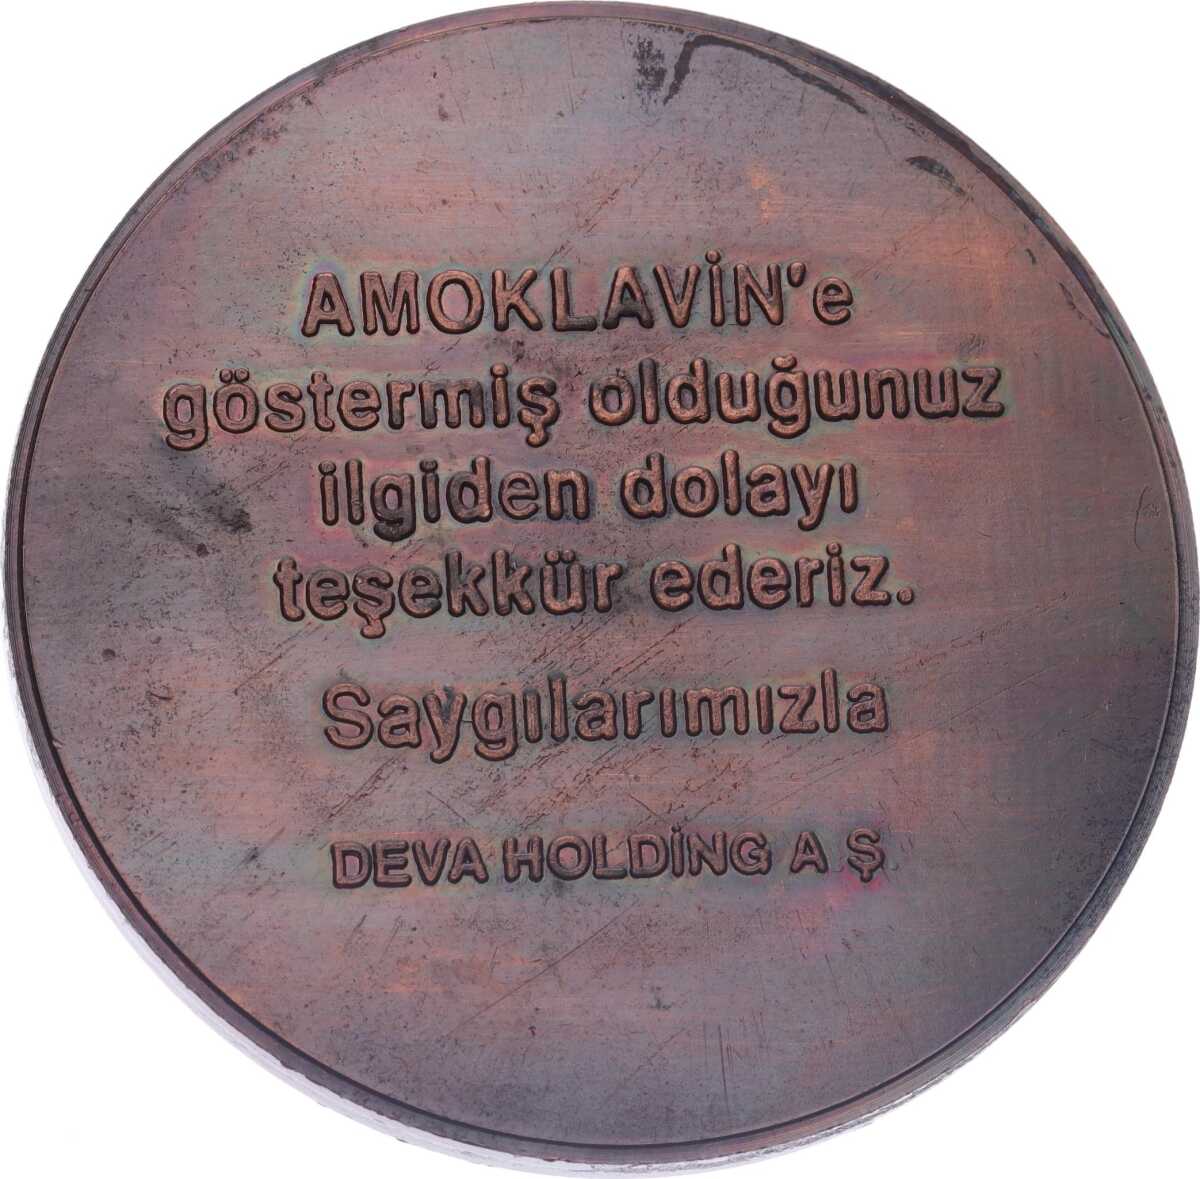 AMOKLAVİN'e
göstermiş olduğunuz
ilgiden dolayı
teşekkür ederiz.
Saygılarımızla
DEVA HOLDİNG A Ş